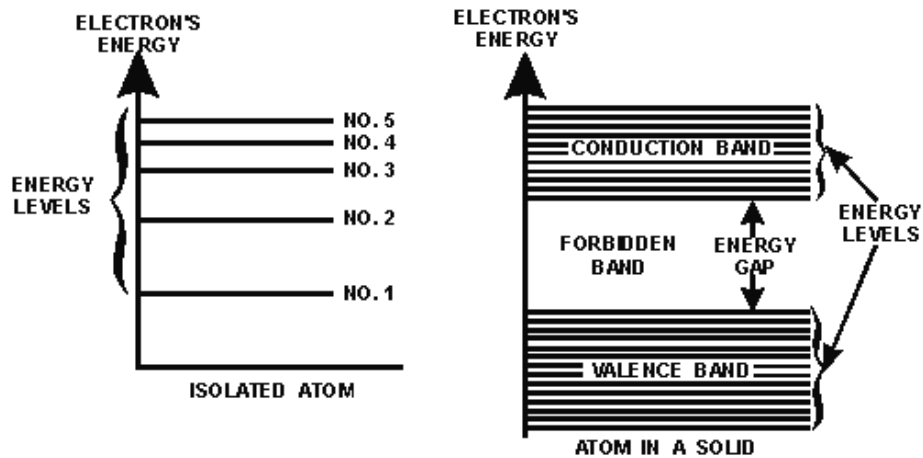 ELECTRON'S
ENERGY
NO. 5
NO. 4
NO. 3
NO. 2
NO. 1
ENERGY
LEVELS
ISOLATED ATOM
ELECTRON'S
ENERGY
CONDUCTION BAND
FORBIDDEN
BAND
ENERGY
GAP
ENERGY
LEVELS
VALENCE BAND
ATOM IN A SOLID